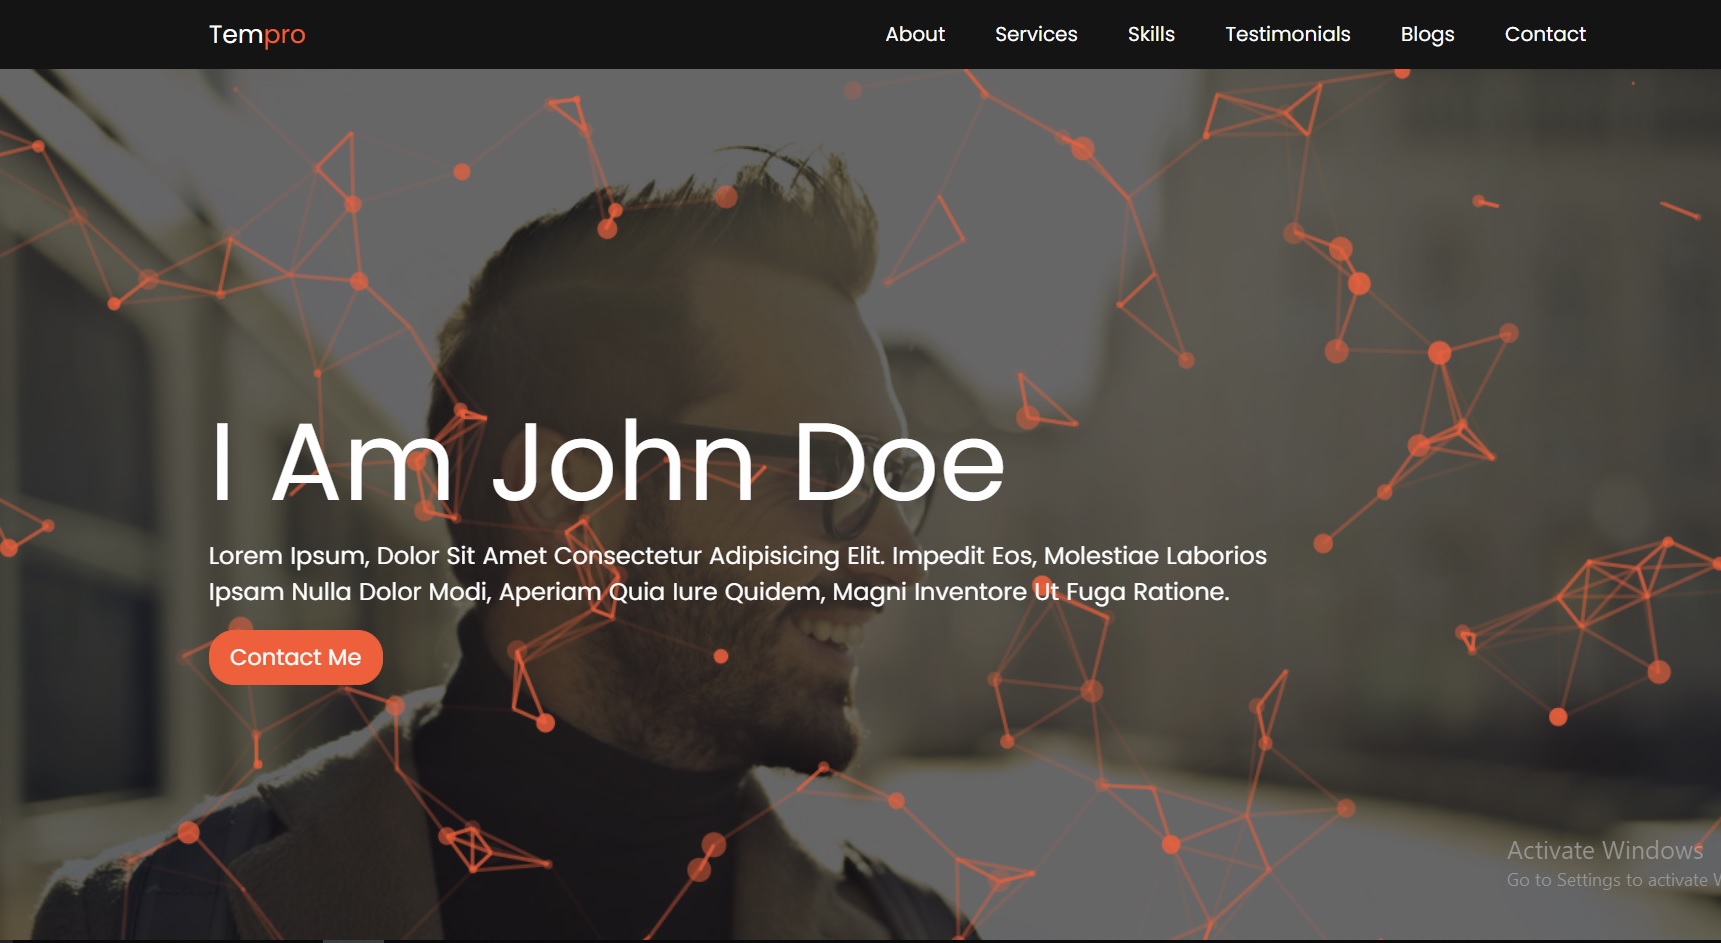 Tempro
About Services Skills Testimonials Blogs Contact
I Am John Doe
Lorem Ipsum, Dolor Sit Amet Consectetur Adipisicing Elit. Impedit Eos, Molestiae Laborios
Ipsam Nulla Dolor Modi, Aperiam Quia Iure Quidem, Magni Inventore Ut Fuga Ratione.
Contact Me
Activate Windows
Go to Settings to activate